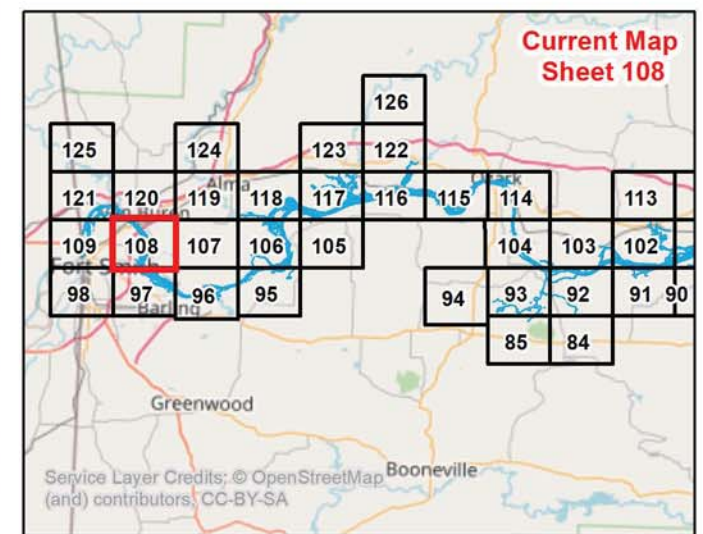 Current Map
Sheet 108
126
125 124 123 122
121 120 119 118 117 116 115 114 113
Alma
Ozark
Van Buren
109 108 107 106 105 104 103 102
Fort Smith
98 97 96 95 94 93 92 91 90
Barling
85 84
Greenwood
Booneville
Service Layer Credits: © OpenStreetMap
(and) contributors, CC-BY-SA